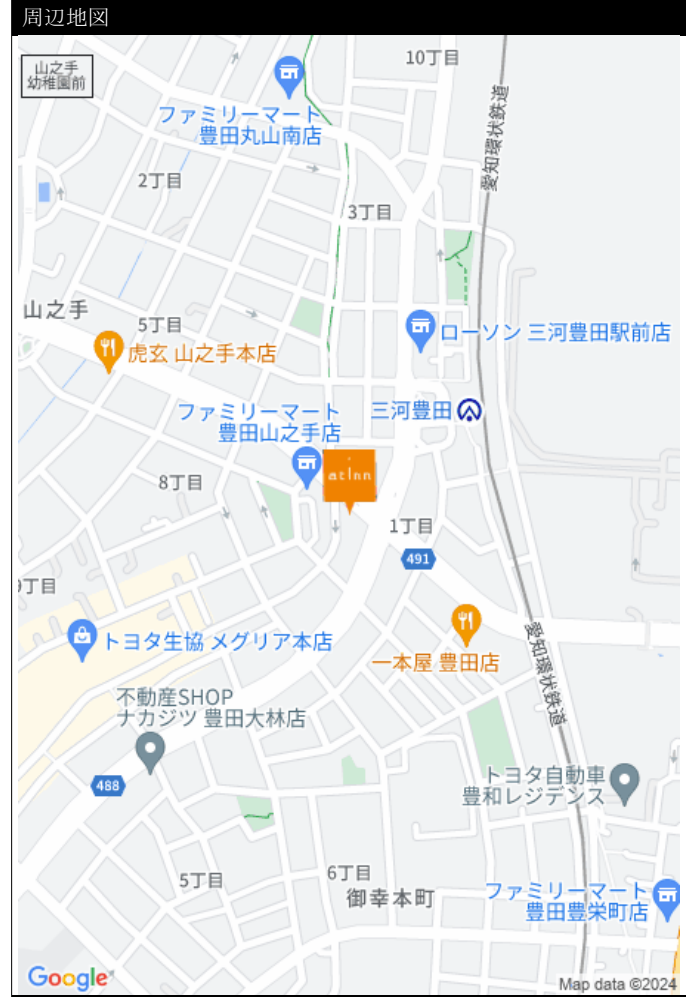 周辺地図
10丁目
山之手
幼稚園前
ファミリーマート
豊田丸山南店
愛知環状鉄道
2丁目
3丁目
山之手
5丁目
ローソン 三河豊田駅前店
虎玄 山之手本店
ファミリーマート
豊田山之手店
三河豊田
at inn
8丁目
1丁目
491
9丁目
トヨタ生協 メグリア本店
一本屋 豊田店
愛知環状鉄道
不動産SHOP
ナカジツ 豊田大林店
488
トヨタ自動車
豊和レジデンス
5丁目
6丁目
御幸本町
ファミリーマート
豊田豊栄町店
Google
Map data ©2024